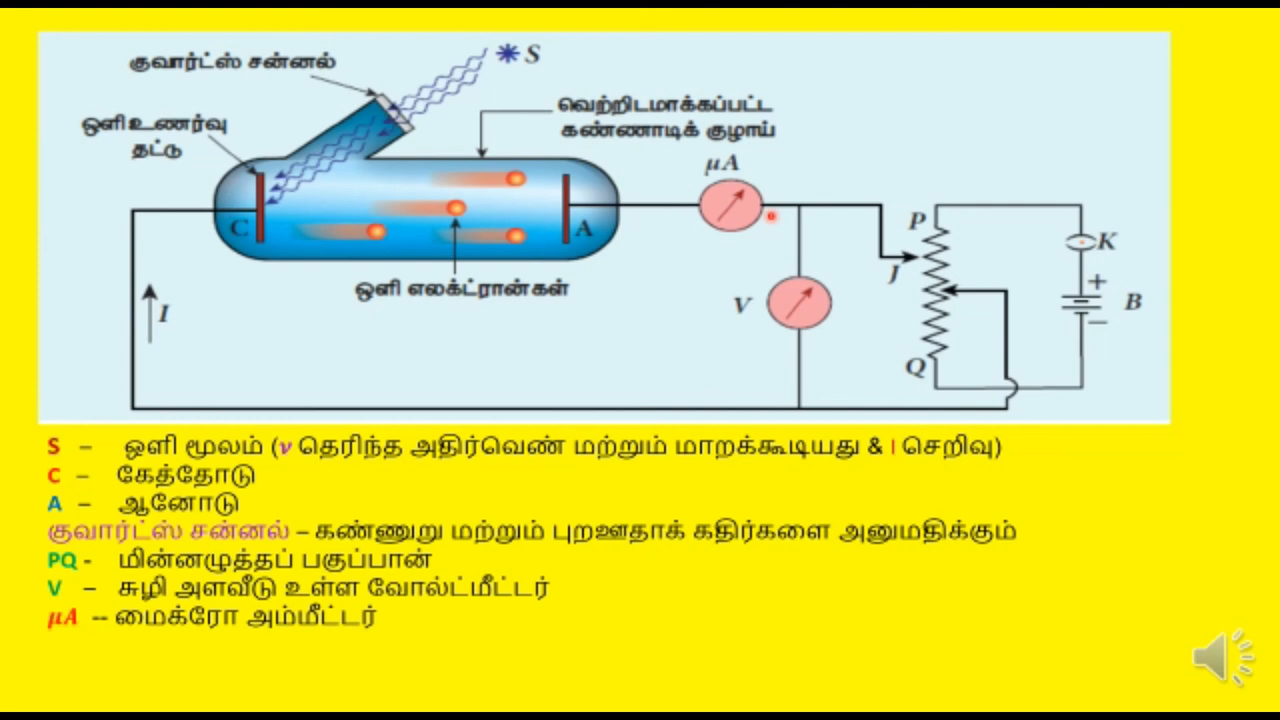 குவார்ட்ஸ் சன்னல்
S
வெற்றிடமாக்கப்பட்ட
கண்ணாடிக் குழாய்
ஒளி உணர்வு
தட்டு
μA
C
A
P
K
J
ஒளி எலக்ட்ரான்கள்
I
V
+
B
−
Q
S – ஒளி மூலம் (ν தெரிந்த அதிர்வெண் மற்றும் மாறக்கூடியது & I செறிவு)
C – கேத்தோடு
A – ஆனோடு
குவார்ட்ஸ் சன்னல் – கண்ணுறு மற்றும் புறஊதாக் கதிர்களை அனுமதிக்கும்
PQ - மின்னழுத்தப் பகுப்பான்
V – சுழி அளவீடு உள்ள வோல்ட்மீட்டர்
μA -- மைக்ரோ அம்மீட்டர்